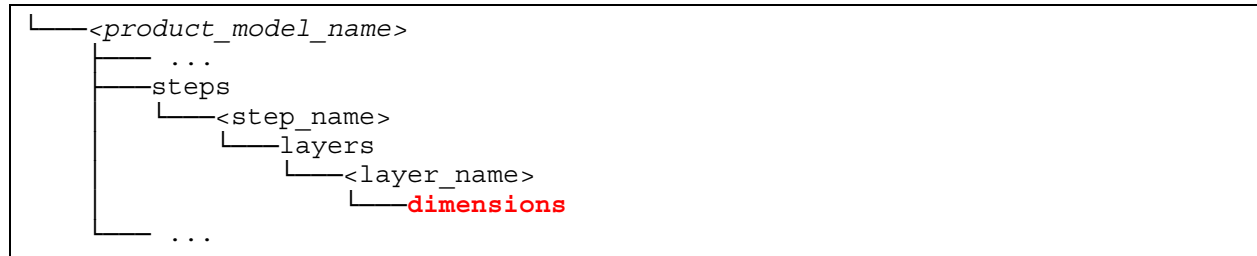 <product_model_name>
...
steps
<step_name>
layers
<layer_name>
dimensions
...